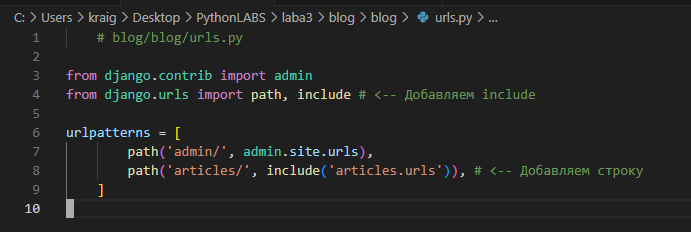 C: > Users > kraig > Desktop > PythonLABS > laba3 > blog > blog > urls.py > ...
1 # blog/blog/urls.py
2
3 from django.contrib import admin
4 from django.urls import path, include # <-- Добавляем include
5
6 urlpatterns = [
7 path('admin/', admin.site.urls),
8 path('articles/', include('articles.urls')), # <-- Добавляем строку
9 ]
10